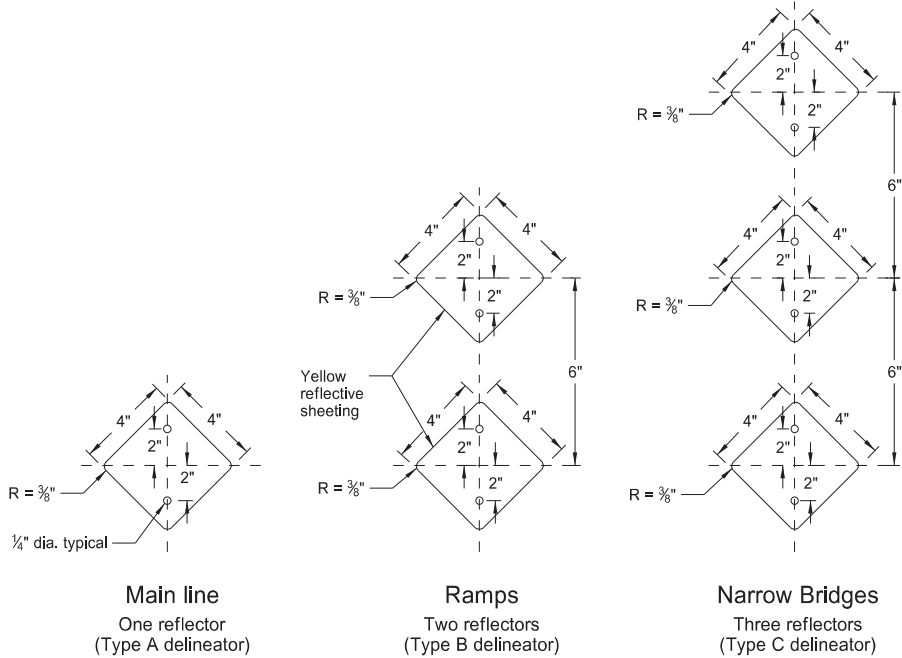 4"
4"
2"
2"
R = ⅜"
6"
4"
4"
2"
2"
R = ⅜"
6"
4"
4"
2"
2"
R = ⅜"
4"
4"
2"
2"
R = ⅜"
6"
Yellow
reflective
sheeting
4"
4"
2"
2"
R = ⅜"
4"
4"
2"
2"
R = ⅜"
¼" dia. typical
Main line
One reflector
(Type A delineator)
Ramps
Two reflectors
(Type B delineator)
Narrow Bridges
Three reflectors
(Type C delineator)